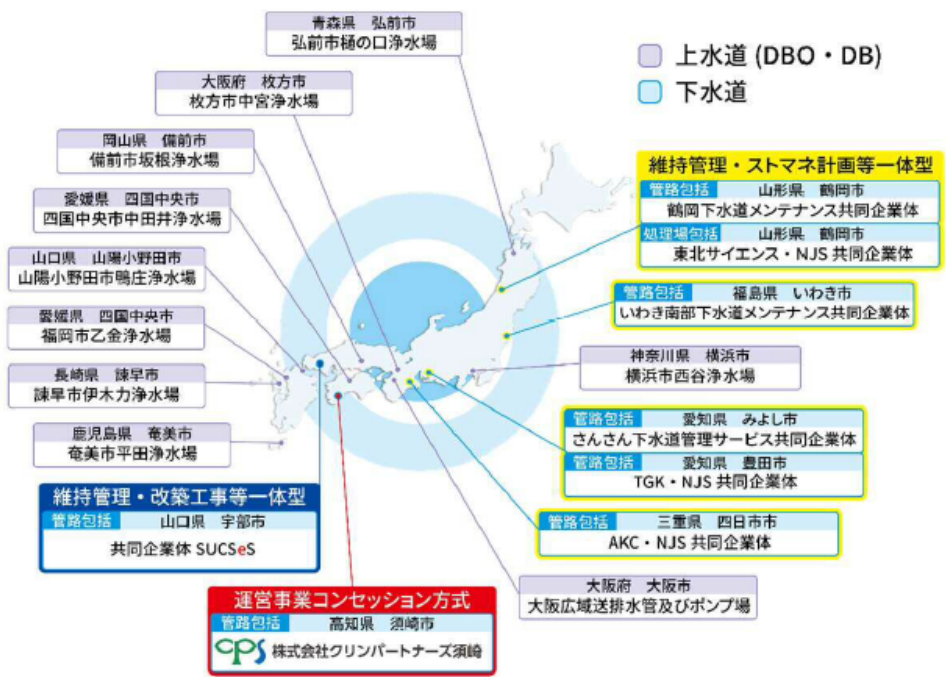 青森県 弘前市
弘前市樋の口浄水場
上水道 (DBO・DB)
下水道
大阪府 枚方市
枚方市中宮浄水場
岡山県 備前市
備前市坂根浄水場
愛媛県 四国中央市
四国中央市中田井浄水場
山口県 山陽小野田市
山陽小野田市鴨庄浄水場
愛媛県 四国中央市
福岡市乙金浄水場
長崎県 諫早市
諫早市伊木力浄水場
鹿児島県 奄美市
奄美市平田浄水場
維持管理・ストマネ計画等一体型
管路包括 山形県 鶴岡市
鶴岡下水道メンテナンス共同企業体
処理場包括 山形県 鶴岡市
東北サイエンス・NJS 共同企業体
管路包括 福島県 いわき市
いわき南部下水道メンテナンス共同企業体
神奈川県 横浜市
横浜市西谷浄水場
管路包括 愛知県 みよし市
さんさん下水道管理サービス共同企業体
管路包括 愛知県 豊田市
TGK・NJS 共同企業体
管路包括 三重県 四日市市
AKC・NJS 共同企業体
大阪府 大阪市
大阪広域送排水管及びポンプ場
維持管理・改築工事等一体型
管路包括 山口県 宇部市
共同企業体 SUCSeS
運営事業コンセッション方式
管路包括 高知県 須崎市
CPS 株式会社クリンパートナーズ須崎